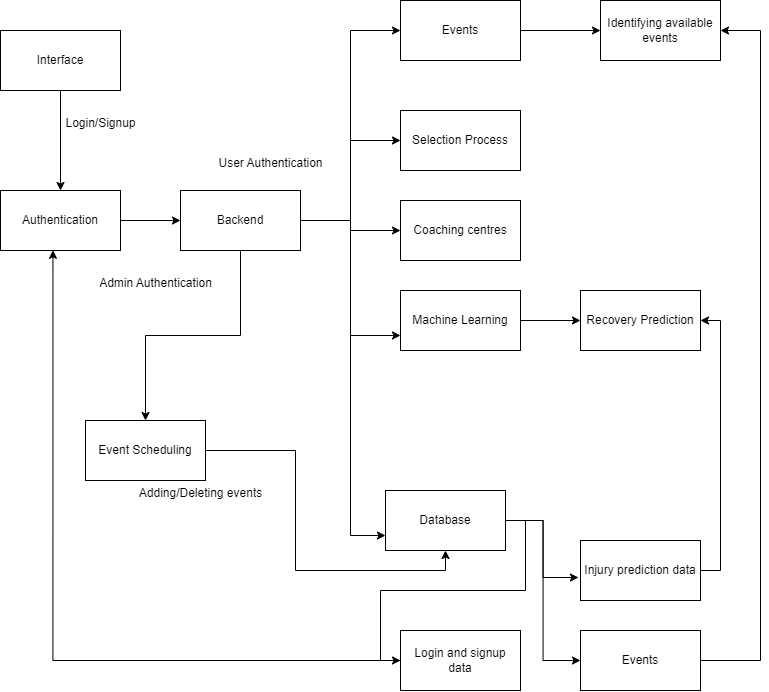 Events
Identifying available
events
Interface
Login/Signup
Selection Process
User Authentication
Authentication
Backend
Coaching centres
Admin Authentication
Machine Learning
Recovery Prediction
Event Scheduling
Adding/Deleting events
Database
Injury prediction data
Login and signup
data
Events